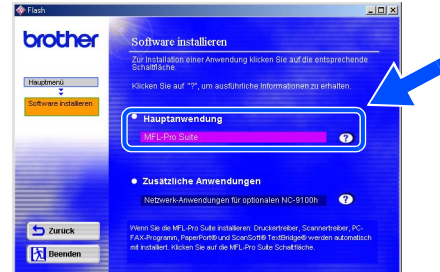 Flash
brother
Software installieren
Zur Installation einer Anwendung klicken Sie auf die entsprechende
Schaltfläche.
Klicken Sie auf "?", um ausführliche Informationen zu erhalten.
Hauptmenü
Software installieren
Hauptanwendung
MFL-Pro Suite
?
Zusätzliche Anwendungen
Netzwerk-Anwendungen für optionalen NC-9100h
?
Wenn Sie die MFL-Pro Suite installieren: Druckertreiber, Scannertreiber, PC-
FAX-Programm, PaperPort® und ScanSoft® TextBridge® werden automatisch
mit installiert. Klicken Sie auf die MFL-Pro Suite Schaltfläche.
Zurück
Beenden